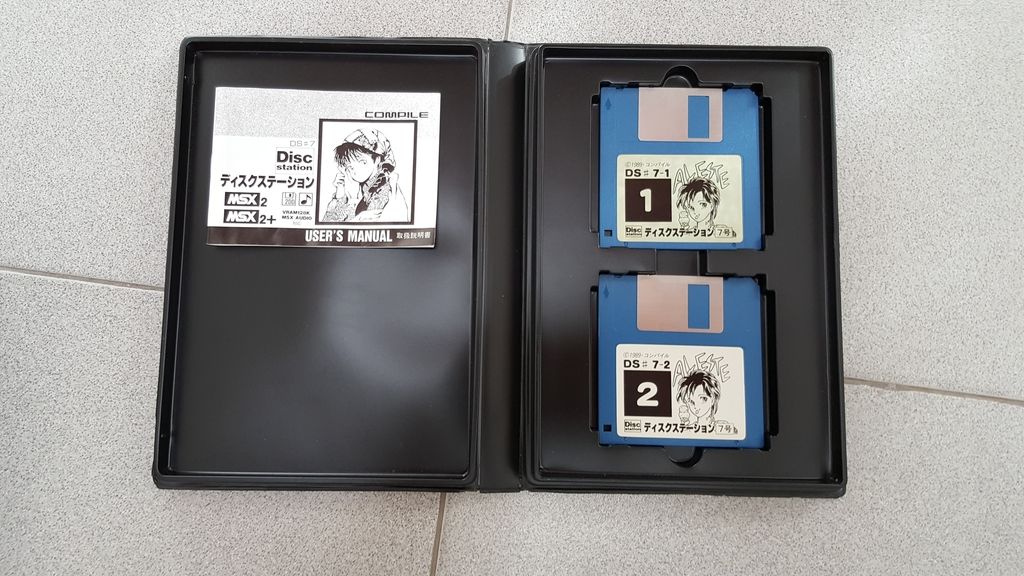 COMPILE
DS#7
Disc
station
ディスクステーション
MSX2
MSX2+
VRAM128K
MSX AUDIO
USER'S MANUAL 取扱説明書
©1989・コンパイル
DS# 7-1
ALESTE
1
Disc
station
ディスクステーション 7号
©1989・コンパイル
DS# 7-2
ALESTE
2
Disc
station
ディスクステーション 7号